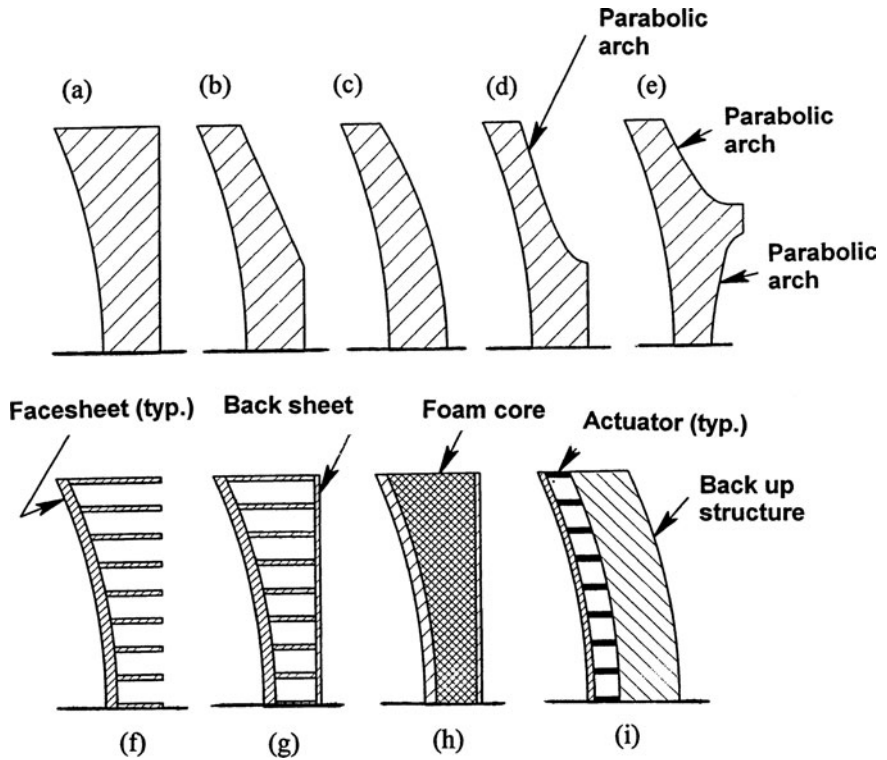 Parabolic
arch
(a)
(b)
(c)
(d)
(e)
Parabolic
arch
Parabolic
arch
Facesheet (typ.)
Back sheet
Foam core
Actuator (typ.)
Back up
structure
(f)
(g)
(h)
(i)